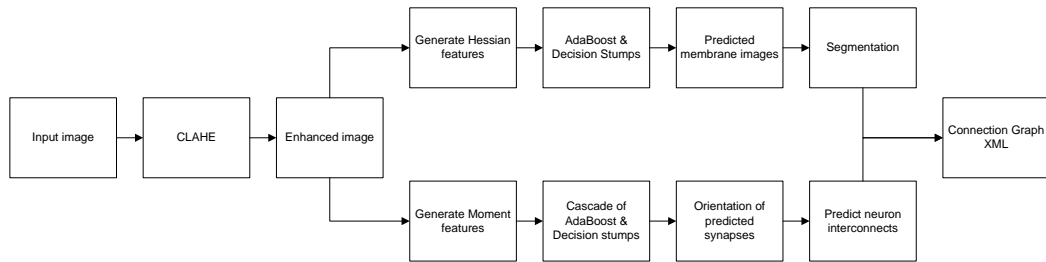 Input image
CLAHE
Enhanced image
Generate Hessian
features
AdaBoost &
Decision Stumps
Predicted
membrane images
Segmentation
Generate Moment
features
Cascade of
AdaBoost &
Decision stumps
Orientation of
predicted
synapses
Predict neuron
interconnects
Connection Graph
XML